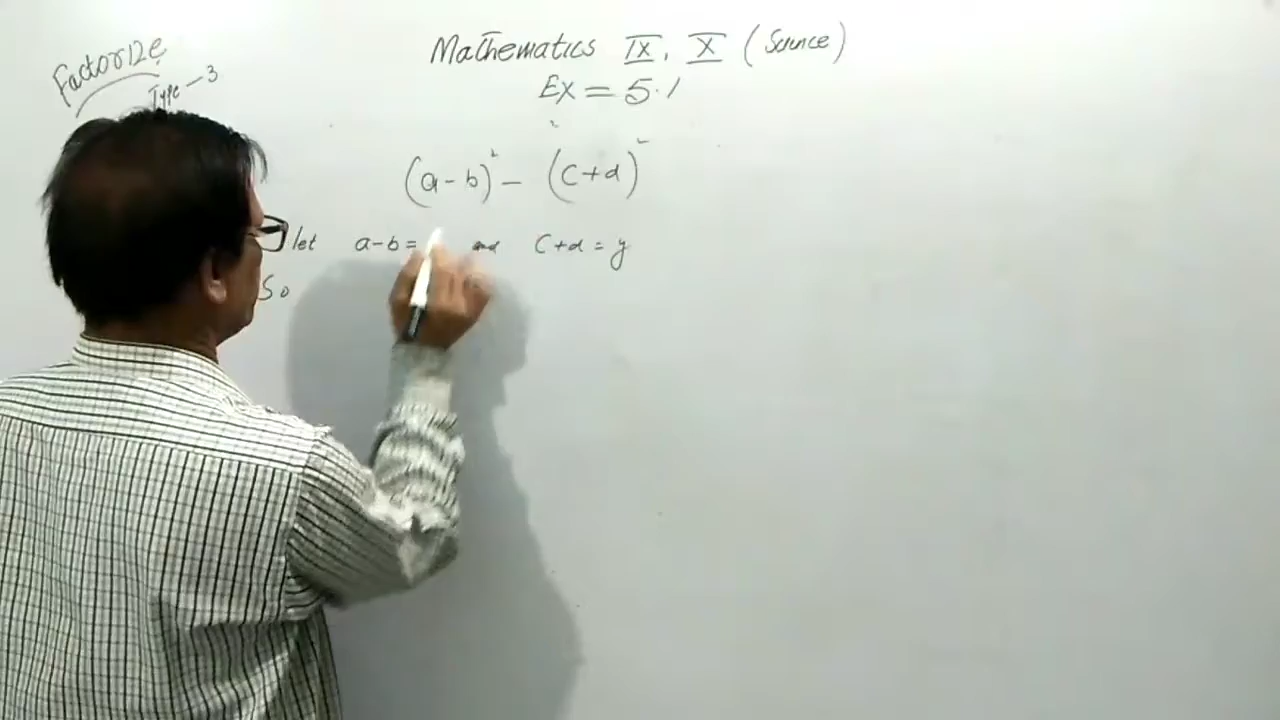 Factorize
Type - 3
Mathematics IX, X (Science)
Ex = 5.1
(a-b)² - (c+d)²
let a-b= and c+d = y
So